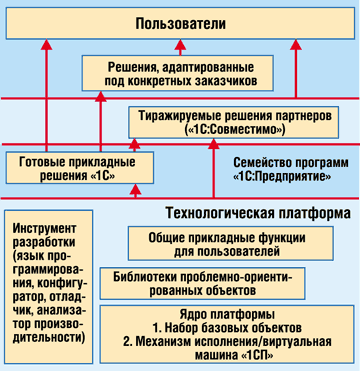 Пользователи
Решения, адаптированные
под конкретных заказчиков
Тиражируемые решения партнеров
(«1С:Совместимо»)
Готовые прикладные
решения «1С»
Семейство программ
«1С:Предприятие»
Технологическая платформа
Инструмент
разработки
(язык про-
граммирова-
ния, конфигу-
ратор, отлад-
чик, анализа-
тор произво-
дительности)
Общие прикладные функции
для пользователей
Библиотеки проблемно-ориенти-
рованных объектов
Ядро платформы
1. Набор базовых объектов
2. Механизм исполнения/виртуальная
машина «1СП»